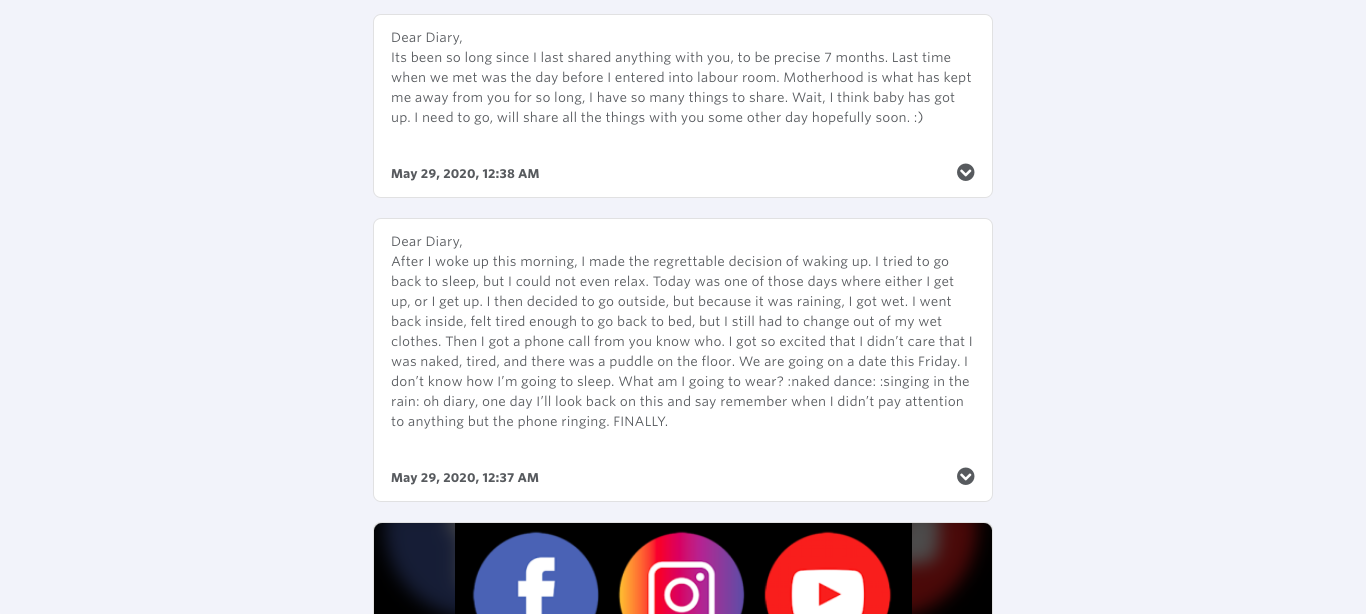 Dear Diary,
Its been so long since I last shared anything with you, to be precise 7 months. Last time
when we met was the day before I entered into labour room. Motherhood is what has kept
me away from you for so long, I have so many things to share. Wait, I think baby has got
up. I need to go, will share all the things with you some other day hopefully soon. :)
May 29, 2020, 12:38 AM
Dear Diary,
After I woke up this morning, I made the regrettable decision of waking up. I tried to go
back to sleep, but I could not even relax. Today was one of those days where either I get
up, or I get up. I then decided to go outside, but because it was raining, I got wet. I went
back inside, felt tired enough to go back to bed, but I still had to change out of my wet
clothes. Then I got a phone call from you know who. I got so excited that I didn’t care that I
was naked, tired, and there was a puddle on the floor. We are going on a date this Friday. I
don’t know how I’m going to sleep. What am I going to wear? :naked dance: :singing in the
rain: oh diary, one day I’ll look back on this and say remember when I didn’t pay attention
to anything but the phone ringing. FINALLY.
May 29, 2020, 12:37 AM